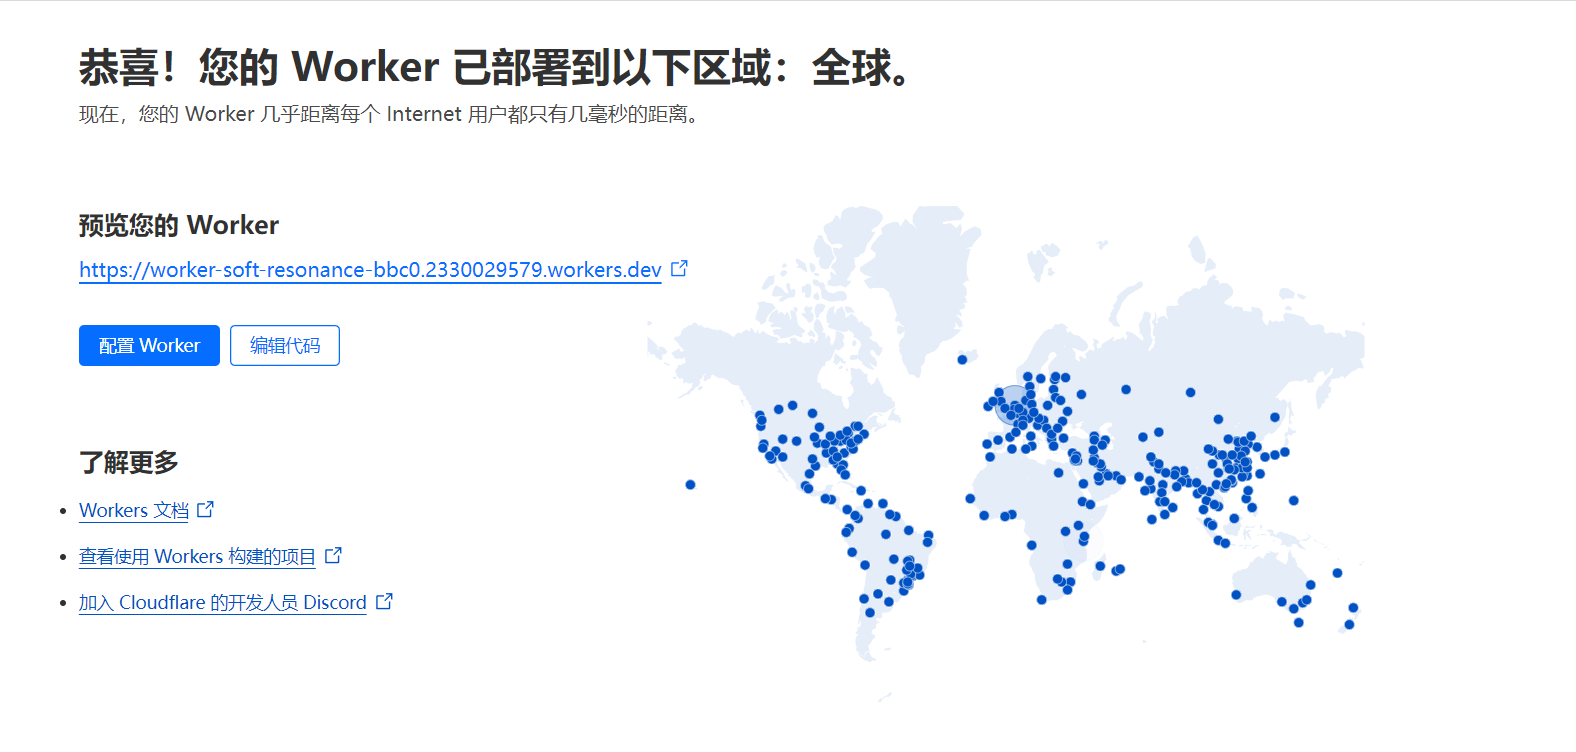 恭喜！您的 Worker 已部署到以下区域：全球。
现在，您的 Worker 几乎距离每个 Internet 用户都只有几毫秒的距离。
预览您的 Worker
https://worker-soft-resonance-bbc0.2330029579.workers.dev
配置 Worker
编辑代码
了解更多
Workers 文档
查看使用 Workers 构建的项目
加入 Cloudflare 的开发人员 Discord